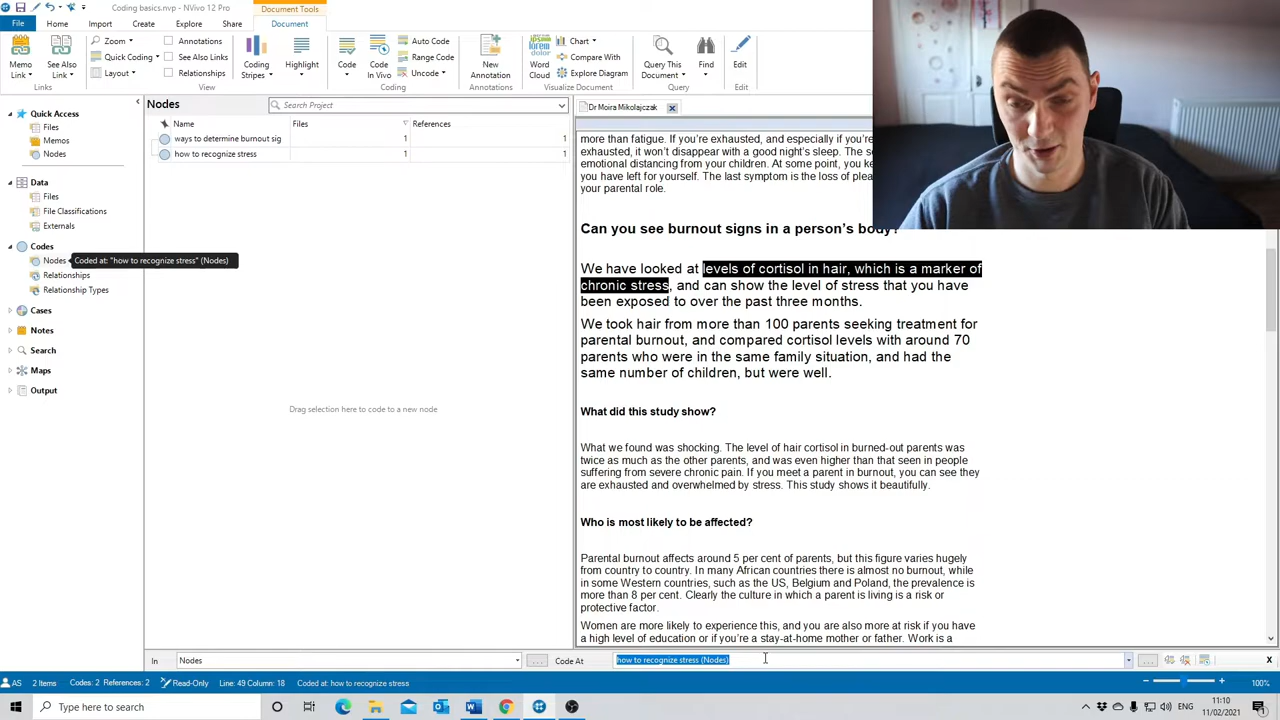 Coding basics.nvp - NVivo 12 Pro
Document Tools
File
Home
Import
Create
Explore
Share
Document
Memo
Link
See Also
Link
Links
Zoom
Quick Coding
Layout
Annotations
See Also Links
Relationships
View
Coding
Stripes
Highlight
Code
Code
In Vivo
Auto Code
Range Code
Uncode
Coding
New
Annotation
Annotations
Word
Cloud
Chart
Compare With
Explore Diagram
Visualize Document
Query This
Document
Find
Query
Edit
Edit
Quick Access
Files
Memos
Nodes
Data
Files
File Classifications
Externals
Codes
Nodes
Coded at: "how to recognize stress" (Nodes)
Relationships
Relationship Types
Cases
Notes
Search
Maps
Output
Nodes
Search Project
Name
Files
References
ways to determine burnout sig
1
1
how to recognize stress
1
1
Drag selection here to code to a new node
Dr Moira Mikolajczak
more than fatigue. If you're exhausted, and especially if you're
exhausted, it won't disappear with a good night's sleep. The se
emotional distancing from your children. At some point, you ke
you have left for yourself. The last symptom is the loss of pleas
your parental role.
Can you see burnout signs in a person's body?
We have looked at levels of cortisol in hair, which is a marker of
chronic stress, and can show the level of stress that you have
been exposed to over the past three months.
We took hair from more than 100 parents seeking treatment for
parental burnout, and compared cortisol levels with around 70
parents who were in the same family situation, and had the
same number of children, but were well.
What did this study show?
What we found was shocking. The level of hair cortisol in burned-out parents was
twice as much as the other parents, and was even higher than that seen in people
suffering from severe chronic pain. If you meet a parent in burnout, you can see they
are exhausted and overwhelmed by stress. This study shows it beautifully.
Who is most likely to be affected?
Parental burnout affects around 5 per cent of parents, but this figure varies hugely
from country to country. In many African countries there is almost no burnout, while
in some Western countries, such as the US, Belgium and Poland, the prevalence is
more than 8 per cent. Clearly the culture in which a parent is living is a risk or
protective factor.
Women are more likely to experience this, and you are also more at risk if you have
a high level of education or if you're a stay-at-home mother or father. Work is a
In
Nodes
...
Code At
how to recognize stress (Nodes)
...
x
AS
2 Items
Codes: 2
References: 2
Read-Only
Line: 49 Column: 18
Coded at: how to recognize stress
100%
Type here to search
ENG
11:10
11/02/2021